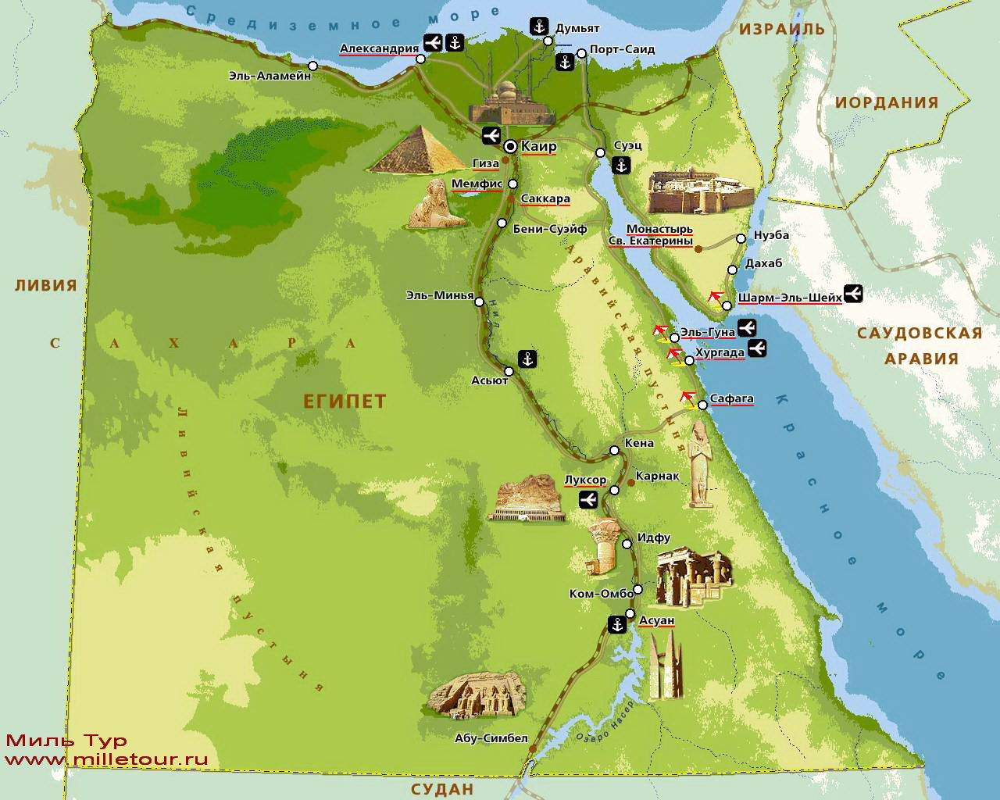 Средиземное море
ИЗРАИЛЬ
Думьят
Александрия
Порт-Саид
Эль-Аламейн
ИОРДАНИЯ
Каир
Суэц
Гиза
Мемфис
Саккара
Бени-Суэйф
Монастырь
Св. Екатерины
Нуэба
Дахаб
ЛИВИЯ
Эль-Минья
Шарм-Эль-Шейх
Нил
Аравийская пустыня
Эль-Гуна
САУДОВСКАЯ
АРАВИЯ
САХАРА
Хургада
Асьют
ЕГИПЕТ
Сафага
Красное море
Ливийская пустыня
Кена
Луксор
Карнак
Идфу
Ком-Омбо
Асуан
Озеро Насер
Абу-Симбел
Миль Тур
www.milletour.ru
СУДАН